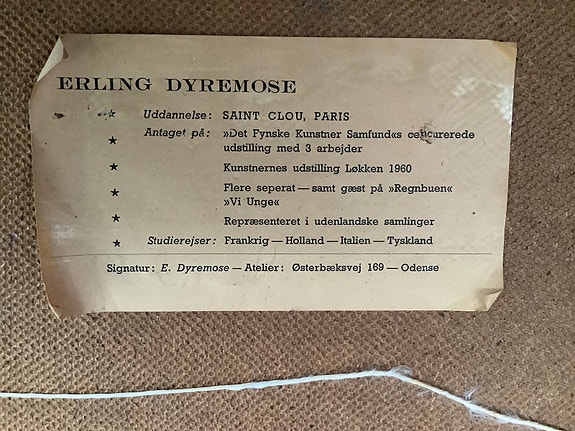 ERLING DYREMOSE
☆ Uddannelse: SAINT CLOU, PARIS
★ Antaget på: »Det Fynske Kunstner Samfund«s censurerede
udstilling med 3 arbejder
★ Kunstnernes udstilling Løkken 1960
★ Flere seperat — samt gæst på »Regnbuen«
»Vi Unge«
★ Repræsenteret i udenlandske samlinger
★ Studierejser: Frankrig — Holland — Italien — Tyskland
Signatur: E. Dyremose — Atelier: Østerbæksvej 169 — Odense